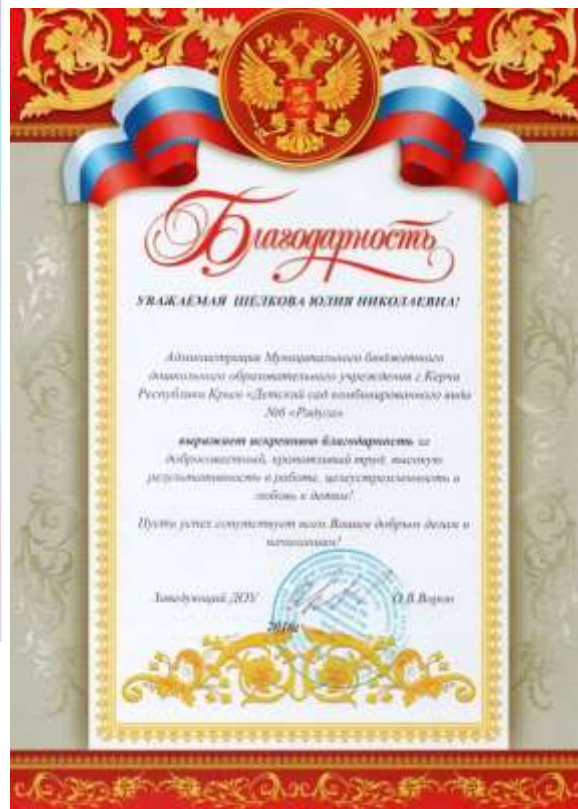 Благодарность
УВАЖАЕМАЯ ШЕЛКОВА ЮЛИЯ НИКОЛАЕВНА!
Администрация Муниципального бюджетного
дошкольного образовательного учреждения г.Керчи
Республики Крым «Детский сад комбинированного вида
№6 «Радуга»
выражает искреннюю благодарность за
добросовестный, кропотливый труд, высокую
результативность в работе, целеустремленность и
любовь к детям!
Пусть успех сопутствует всем Вашим добрым делам и
начинаниям!
Заведующий ДОУ О.В.Ворон